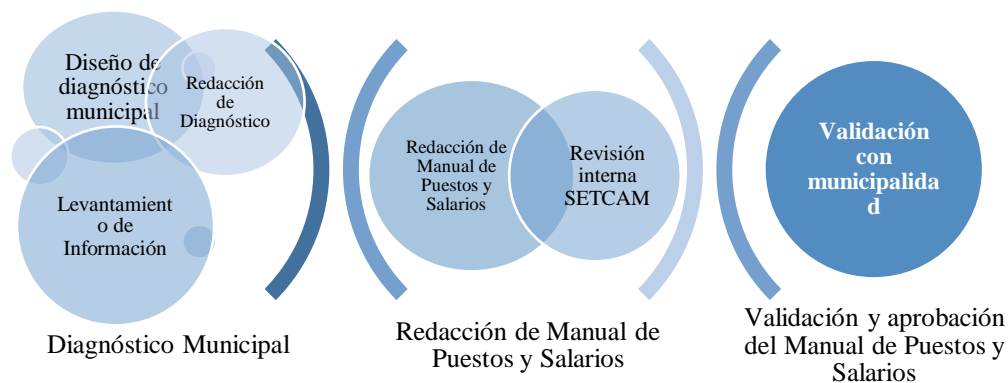 Diseño de
diagnóstico
municipal
Redacción
de
Diagnóstico
Levantamient
o de
Información
Diagnóstico Municipal
Redacción de
Manual de
Puestos y
Salarios
Revisión
interna
SETCAM
Redacción de Manual de
Puestos y Salarios
Validación
con
municipalida
d
Validación y aprobación
del Manual de Puestos y
Salarios